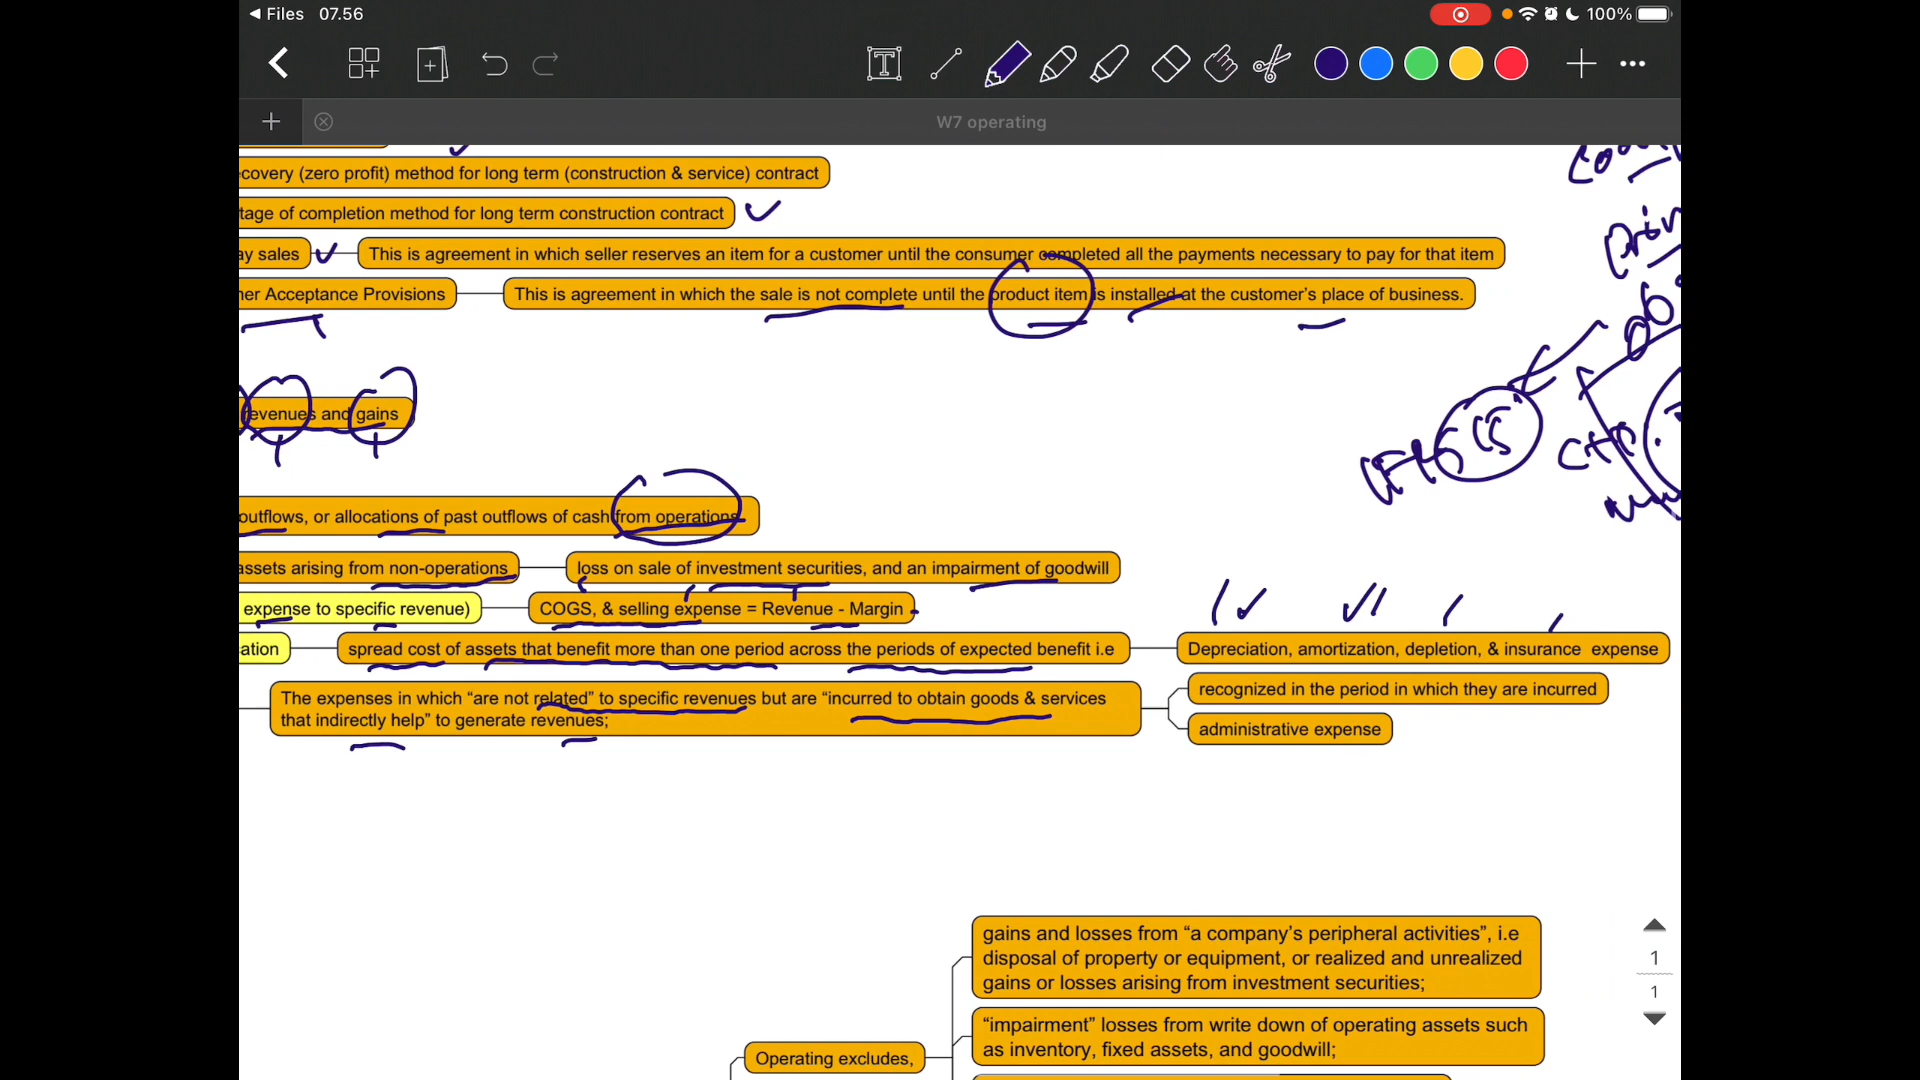 Files 07.56
100%
W7 operating
covery (zero profit) method for long term (construction & service) contract
tage of completion method for long term construction contract
ay sales
This is agreement in which seller reserves an item for a customer until the consumer completed all the payments necessary to pay for that item
ner Acceptance Provisions
This is agreement in which the sale is not complete until the product item is installed at the customer's place of business.
revenues and gains
IFRS 15
outflows, or allocations of past outflows of cash from operations
assets arising from non-operations
loss on sale of investment securities, and an impairment of goodwill
expense to specific revenue)
COGS, & selling expense = Revenue - Margin
ation
spread cost of assets that benefit more than one period across the periods of expected benefit i.e
Depreciation, amortization, depletion, & insurance expense
The expenses in which “are not related” to specific revenues but are “incurred to obtain goods & services
that indirectly help” to generate revenues;
recognized in the period in which they are incurred
administrative expense
gains and losses from “a company’s peripheral activities”, i.e
disposal of property or equipment, or realized and unrealized
gains or losses arising from investment securities;
“impairment” losses from write down of operating assets such
as inventory, fixed assets, and goodwill;
Operating excludes,
1
1